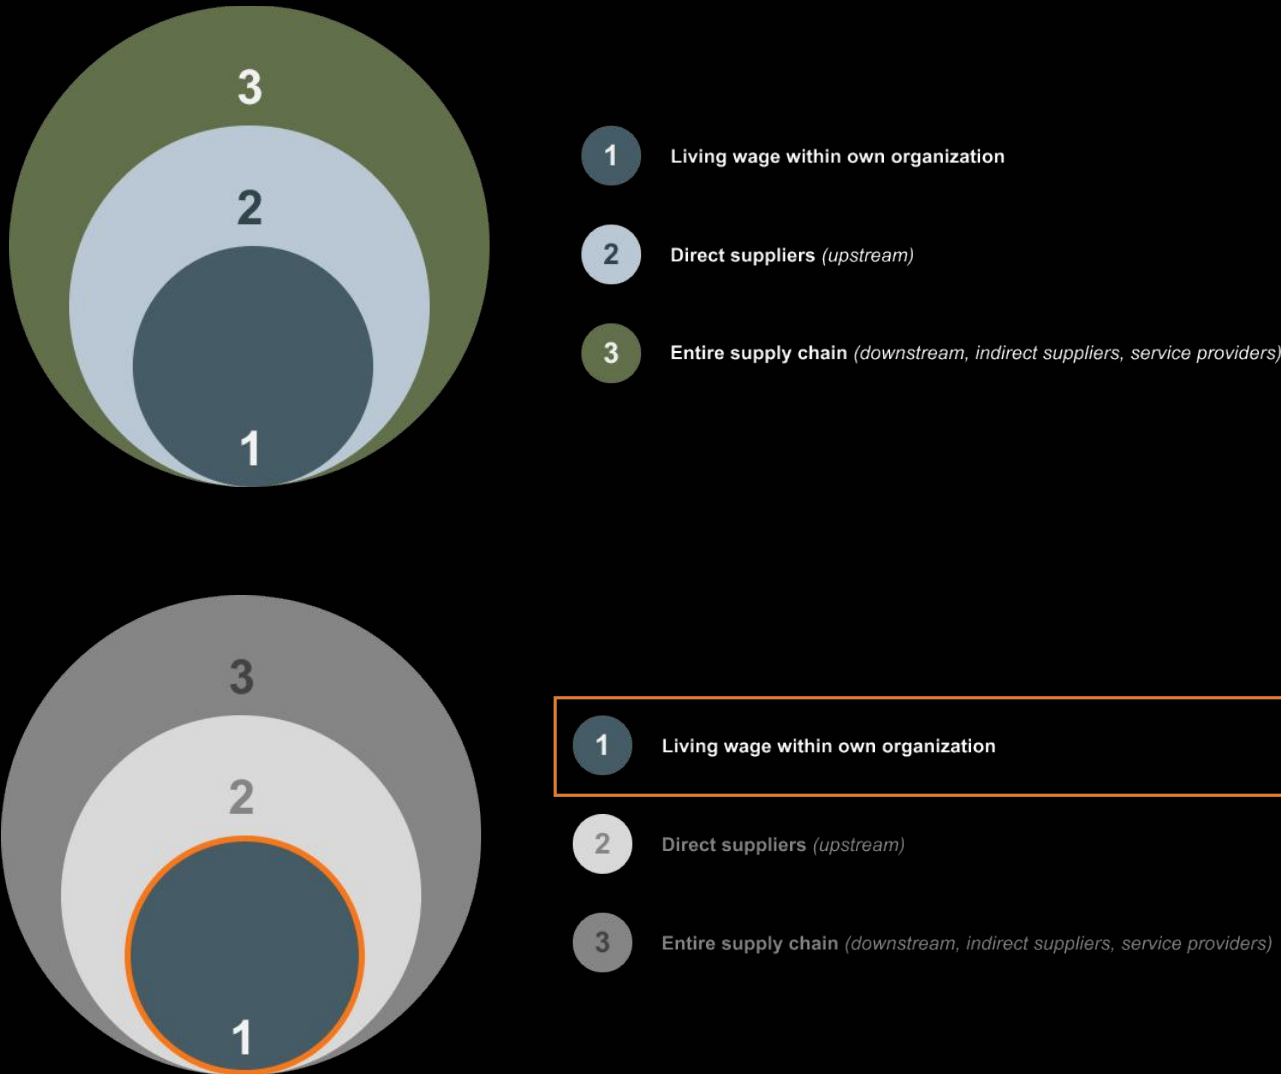 3
2
1
1 Living wage within own organization
2 Direct suppliers (upstream)
3 Entire supply chain (downstream, indirect suppliers, service providers)
3
2
1
1 Living wage within own organization
2 Direct suppliers (upstream)
3 Entire supply chain (downstream, indirect suppliers, service providers)